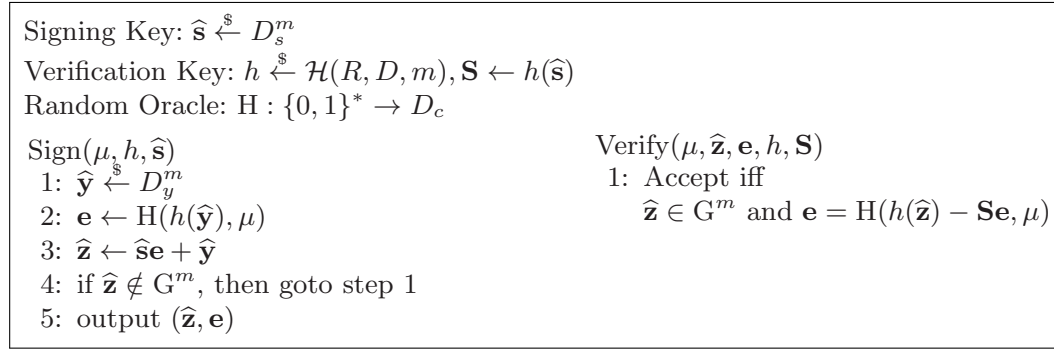 Signing Key: ŝ ←$ D_s^m
Verification Key: h ←$ ℋ(R, D, m), S ← h(ŝ)
Random Oracle: H : {0, 1}* → D_c
Sign(μ, h, ŝ)
1: ŷ ←$ D_y^m
2: e ← H(h(ŷ), μ)
3: ẑ ← ŝe + ŷ
4: if ẑ ∉ G^m, then goto step 1
5: output (ẑ, e)
Verify(μ, ẑ, e, h, S)
1: Accept iff
ẑ ∈ G^m and e = H(h(ẑ) − Se, μ)